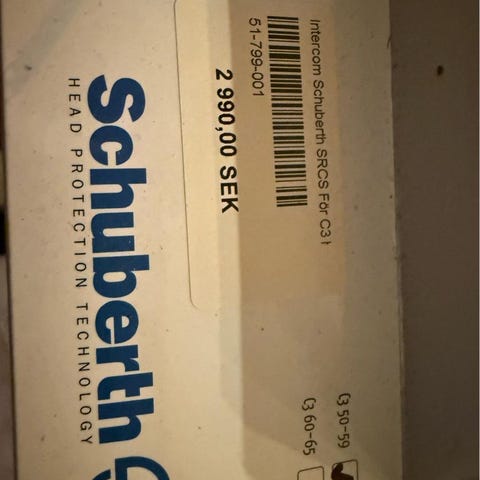 Intercom Schuberth SRCS För C3 H
51-799-001
2 990,00 SEK
Schuberth
HEAD PROTECTION TECHNOLOGY
C3 50-59
C3 60-65